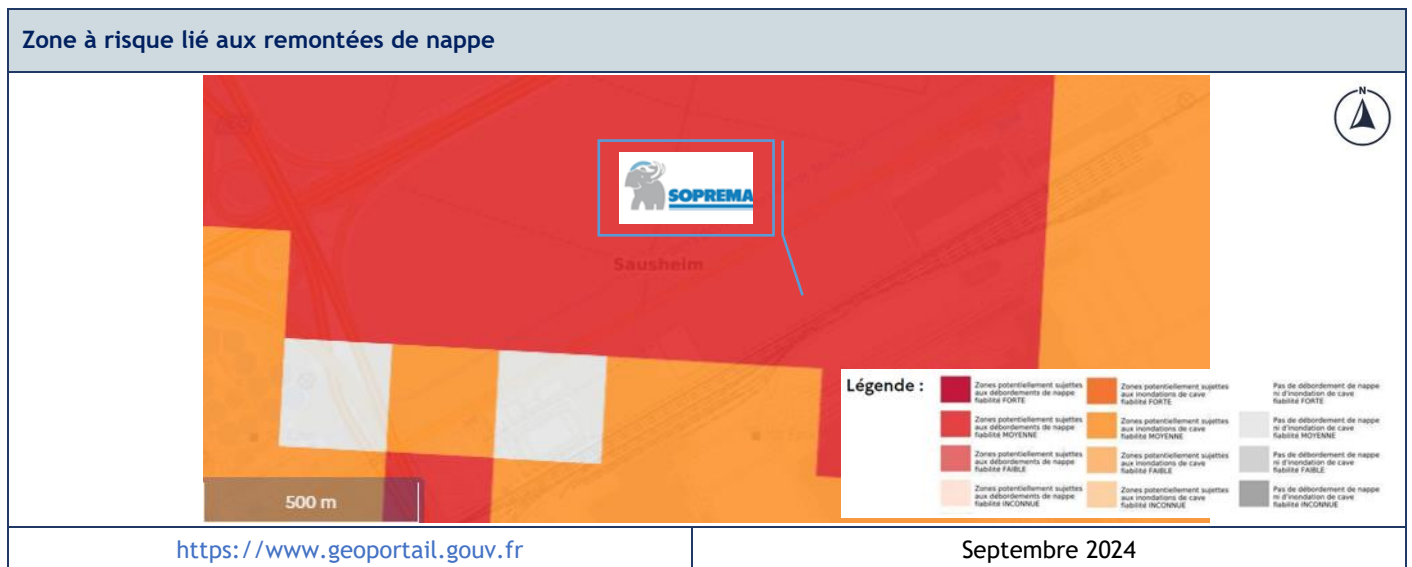 Zone à risque lié aux remontées de nappe
N
SOPREMA
Sausheim
500 m
Légende :
Zones potentiellement sujettes
aux débordements de nappe
fiabilité FORTE
Zones potentiellement sujettes
aux inondations de cave
fiabilité FORTE
Pas de débordement de nappe
ni d'inondation de cave
fiabilité FORTE
Zones potentiellement sujettes
aux débordements de nappe
fiabilité MOYENNE
Zones potentiellement sujettes
aux inondations de cave
fiabilité MOYENNE
Pas de débordement de nappe
ni d'inondation de cave
fiabilité MOYENNE
Zones potentiellement sujettes
aux débordements de nappe
fiabilité FAIBLE
Zones potentiellement sujettes
aux inondations de cave
fiabilité FAIBLE
Pas de débordement de nappe
ni d'inondation de cave
fiabilité FAIBLE
Zones potentiellement sujettes
aux débordements de nappe
fiabilité INCONNUE
Zones potentiellement sujettes
aux inondations de cave
fiabilité INCONNUE
Pas de débordement de nappe
ni d'inondation de cave
fiabilité INCONNUE
https://www.geoportail.gouv.fr
Septembre 2024